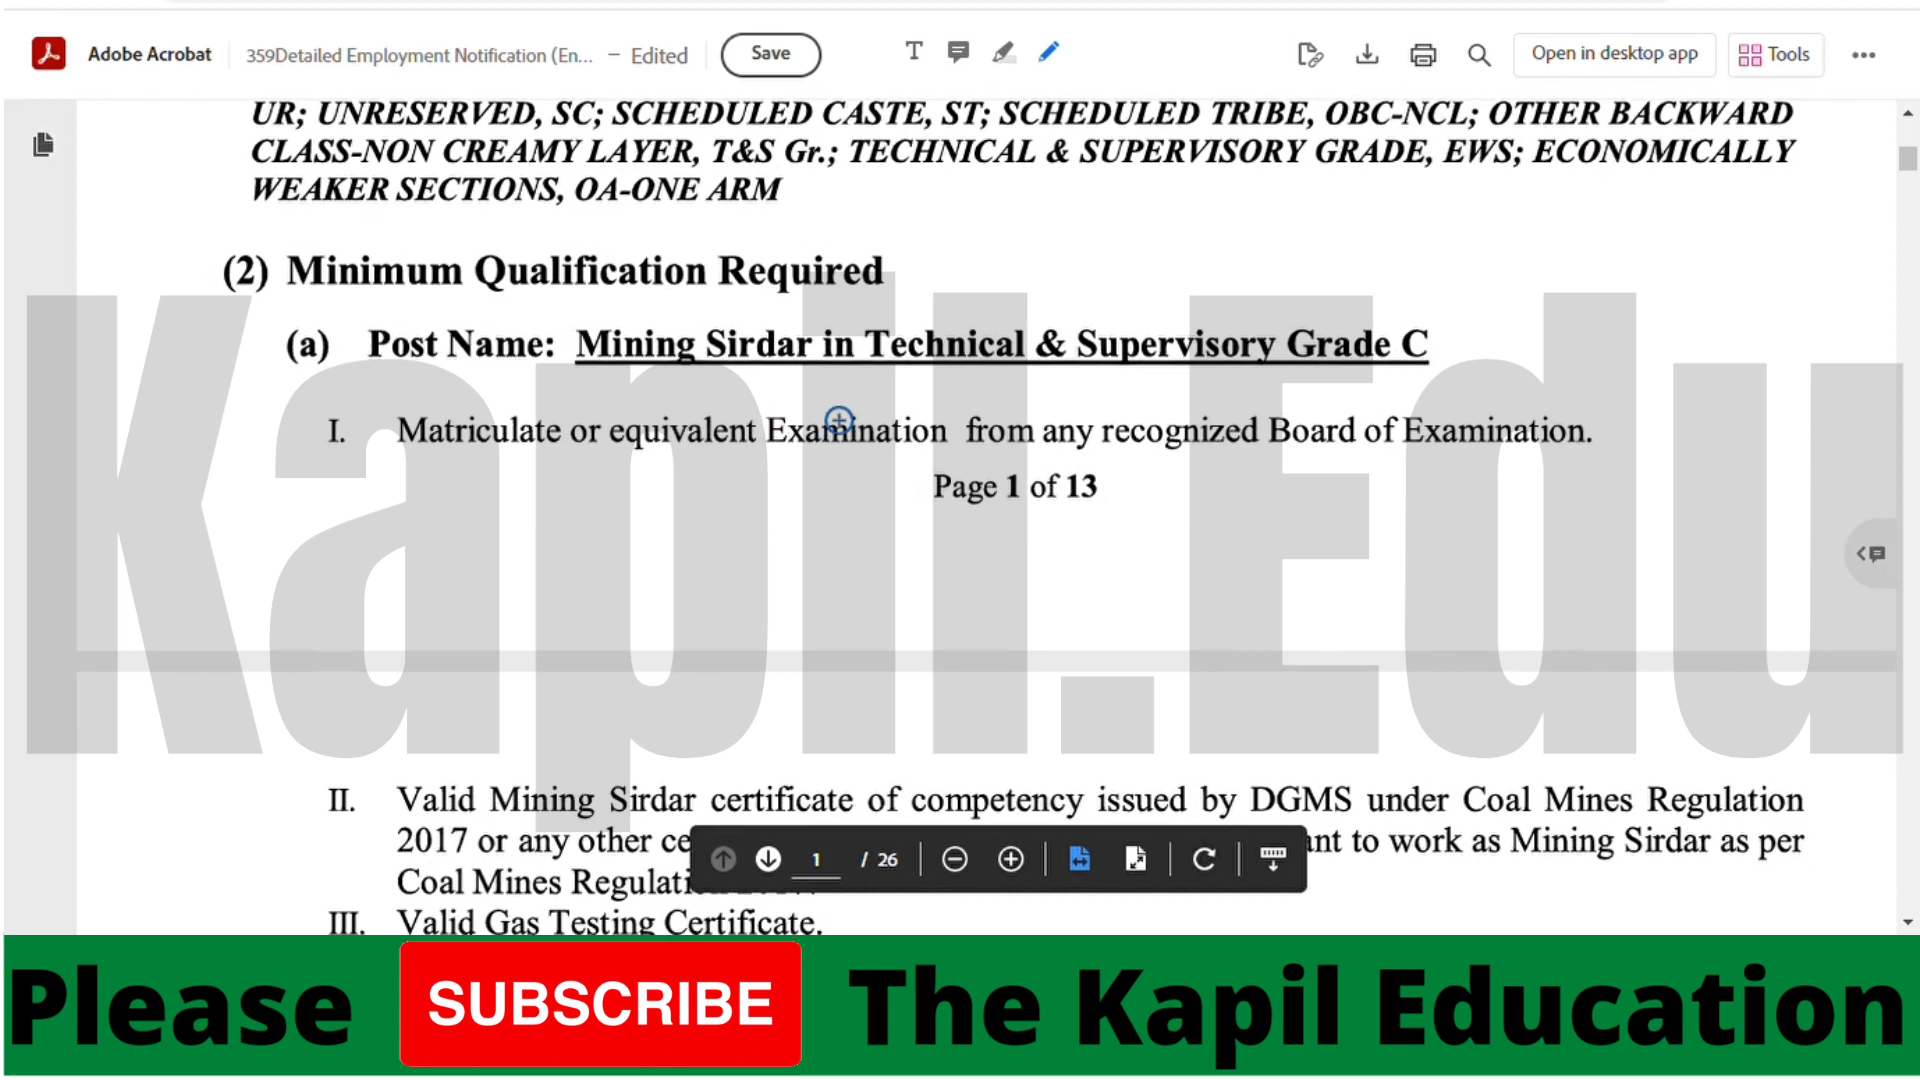 Adobe Acrobat 359Detailed Employment Notification (En... – Edited Save Open in desktop app Tools
UR; UNRESERVED, SC; SCHEDULED CASTE, ST; SCHEDULED TRIBE, OBC-NCL; OTHER BACKWARD
CLASS-NON CREAMY LAYER, T&S Gr.; TECHNICAL & SUPERVISORY GRADE, EWS; ECONOMICALLY
WEAKER SECTIONS, OA-ONE ARM
(2) Minimum Qualification Required
(a) Post Name: Mining Sirdar in Technical & Supervisory Grade C
I. Matriculate or equivalent Examination from any recognized Board of Examination.
Page 1 of 13
Kapil.Edu
II. Valid Mining Sirdar certificate of competency issued by DGMS under Coal Mines Regulation
2017 or any other ce nt to work as Mining Sirdar as per
1 / 26
Coal Mines Regulati
III. Valid Gas Testing Certificate.
Please SUBSCRIBE The Kapil Education